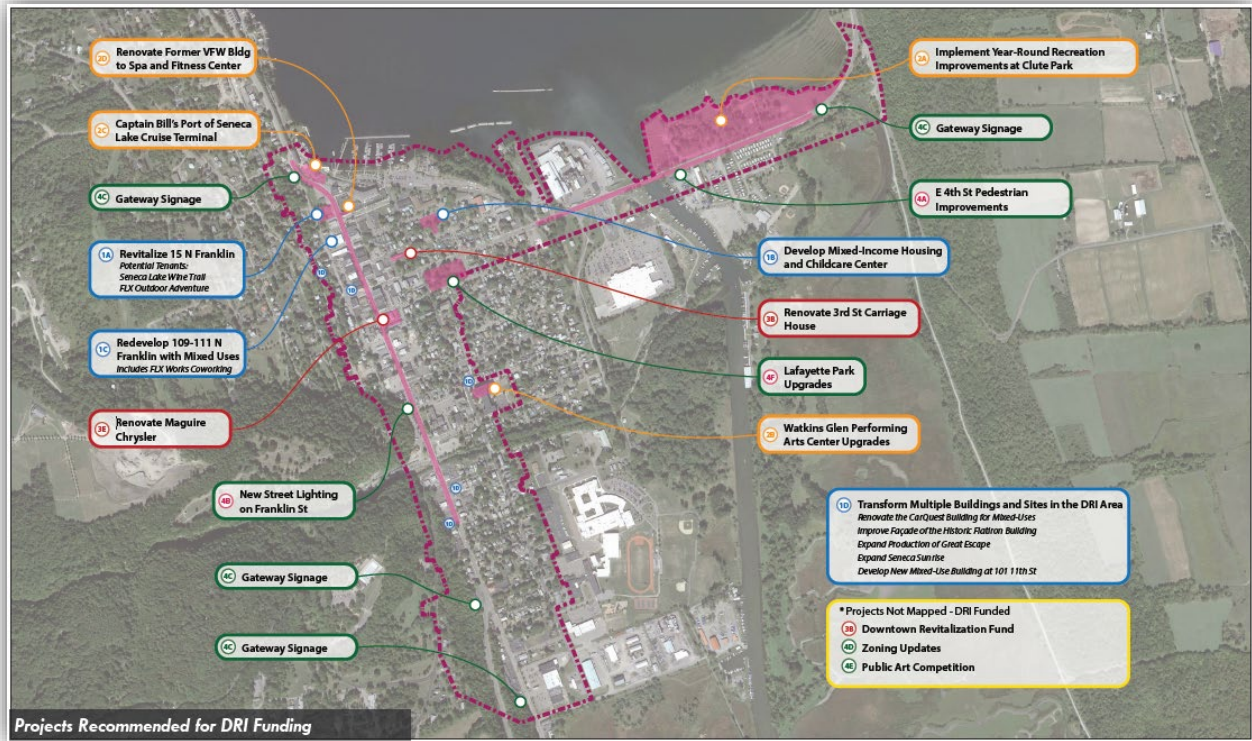 2D Renovate Former VFW Bldg
to Spa and Fitness Center
2C Captain Bill's Port of Seneca
Lake Cruise Terminal
4C Gateway Signage
1A Revitalize 15 N Franklin
Potential Tenants:
Seneca Lake Wine Trail
FLX Outdoor Adventure
1C Redevelop 109-111 N
Franklin with Mixed Uses
Includes FLX Works Coworking
3E Renovate Maguire
Chrysler
4B New Street Lighting
on Franklin St
4C Gateway Signage
4C Gateway Signage
1D
1D
1D
1D
1D
2A Implement Year-Round Recreation
Improvements at Clute Park
4C Gateway Signage
4A E 4th St Pedestrian
Improvements
1B Develop Mixed-Income Housing
and Childcare Center
3B Renovate 3rd St Carriage
House
4F Lafayette Park
Upgrades
2B Watkins Glen Performing
Arts Center Upgrades
1D Transform Multiple Buildings and Sites in the DRI Area
Renovate the CarQuest Building for Mixed-Uses
Improve Façade of the Historic Flatiron Building
Expand Production of Great Escape
Expand Seneca Sunrise
Develop New Mixed-Use Building at 101 11th St
*Projects Not Mapped - DRI Funded
3B Downtown Revitalization Fund
4D Zoning Updates
4E Public Art Competition
Projects Recommended for DRI Funding